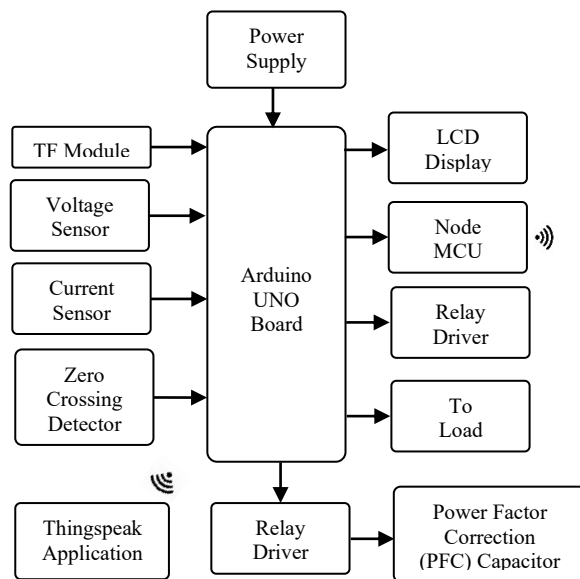 Power
Supply
TF Module
Voltage
Sensor
Current
Sensor
Zero
Crossing
Detector
Arduino
UNO
Board
LCD
Display
Node
MCU
Relay
Driver
To
Load
Thingspeak
Application
Relay
Driver
Power Factor
Correction
(PFC) Capacitor